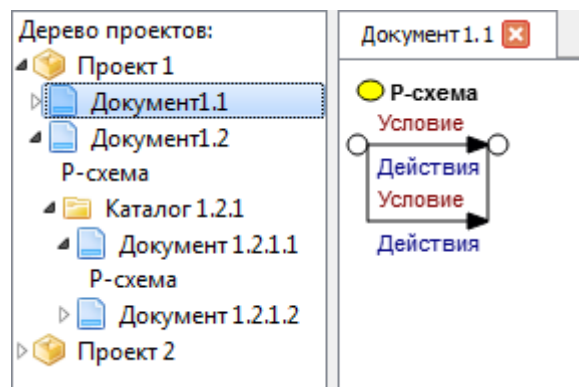 Дерево проектов:
Проект 1
Документ1.1
Документ1.2
Р-схема
Каталог 1.2.1
Документ 1.2.1.1
Р-схема
Документ 1.2.1.2
Проект 2
Документ 1.1
Р-схема
Условие
Действия
Условие
Действия